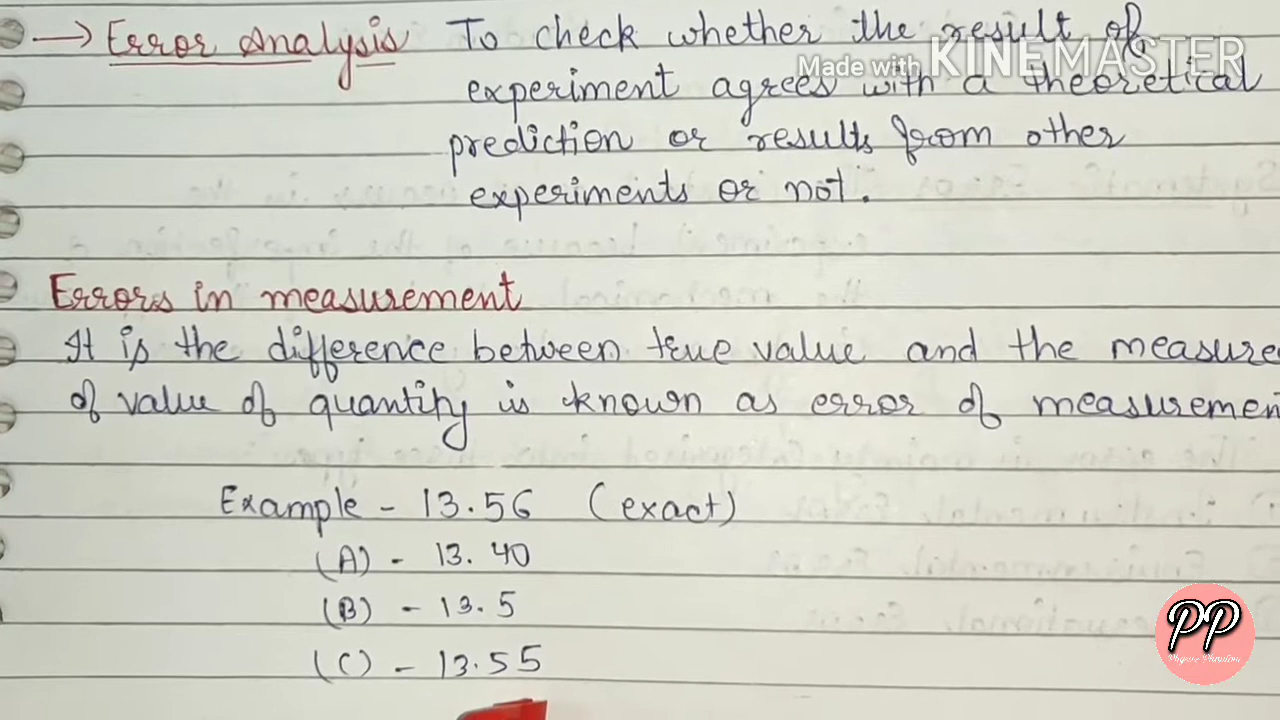 → Error Analysis To check whether the result of
Made with KINEMASTER
experiment agrees with a theoretical
prediction or results from other
experiments or not.
Errors in measurement
It is the difference between true value and the measure
of value of quantity is known as error of measuremen
Example - 13.56 (exact)
(A) - 13.40
(B) - 13.5
(C) - 13.55
PP